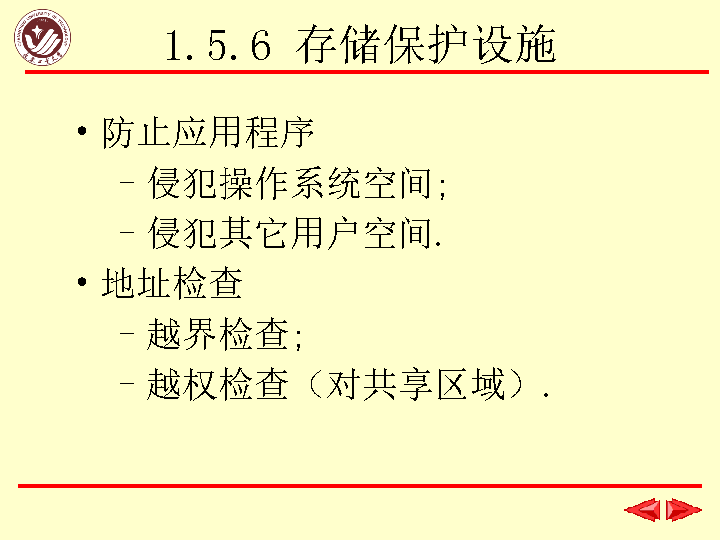 1.5.6 存储保护设施
• 防止应用程序
– 侵犯操作系统空间;
– 侵犯其它用户空间.
• 地址检查
– 越界检查;
– 越权检查（对共享区域）.